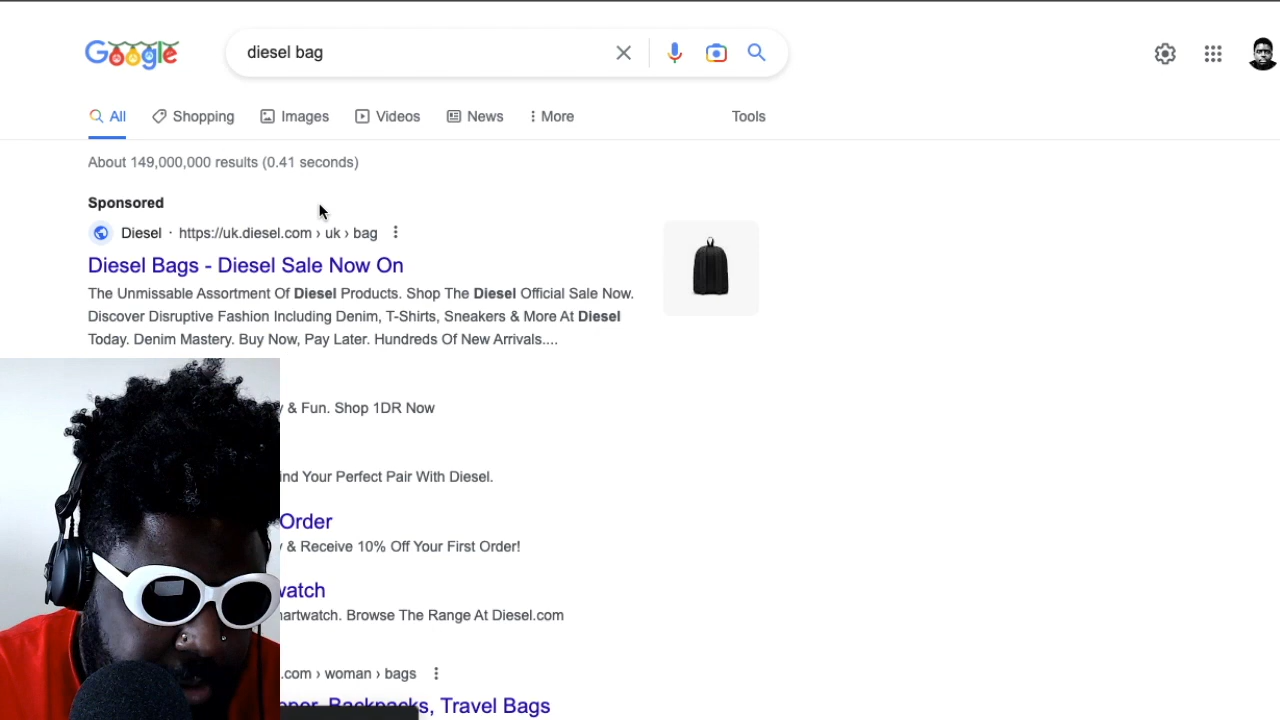 Google
diesel bag
All Shopping Images Videos News More Tools
About 149,000,000 results (0.41 seconds)
Sponsored
Diesel · https://uk.diesel.com › uk › bag
Diesel Bags - Diesel Sale Now On
The Unmissable Assortment Of Diesel Products. Shop The Diesel Official Sale Now.
Discover Disruptive Fashion Including Denim, T-Shirts, Sneakers & More At Diesel
Today. Denim Mastery. Buy Now, Pay Later. Hundreds Of New Arrivals....
& Fun. Shop 1DR Now
Your Perfect Pair With Diesel.
Order
& Receive 10% Off Your First Order!
Browse The Range At Diesel.com
.com › woman › bags
Backpacks, Travel Bags